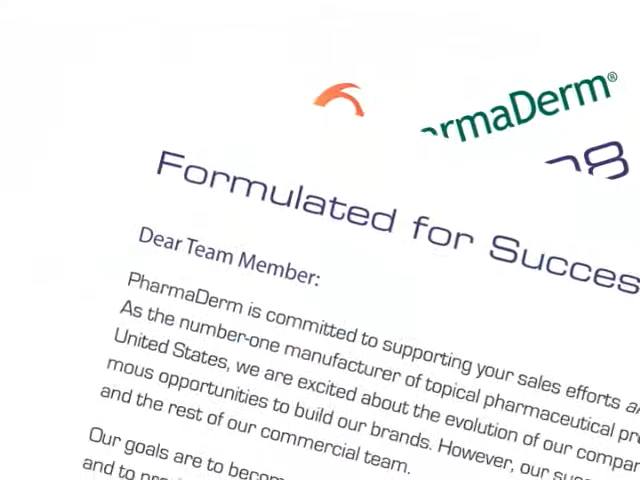 armaDerm®
Formulated for Succes
Dear Team Member:
PharmaDerm is committed to supporting your sales efforts
As the number-one manufacturer of topical pharmaceutical pr
United States, we are excited about the evolution of our compan
mous opportunities to build our brands. However, our suc
and the rest of our commercial team.
Our goals are to becom
and to